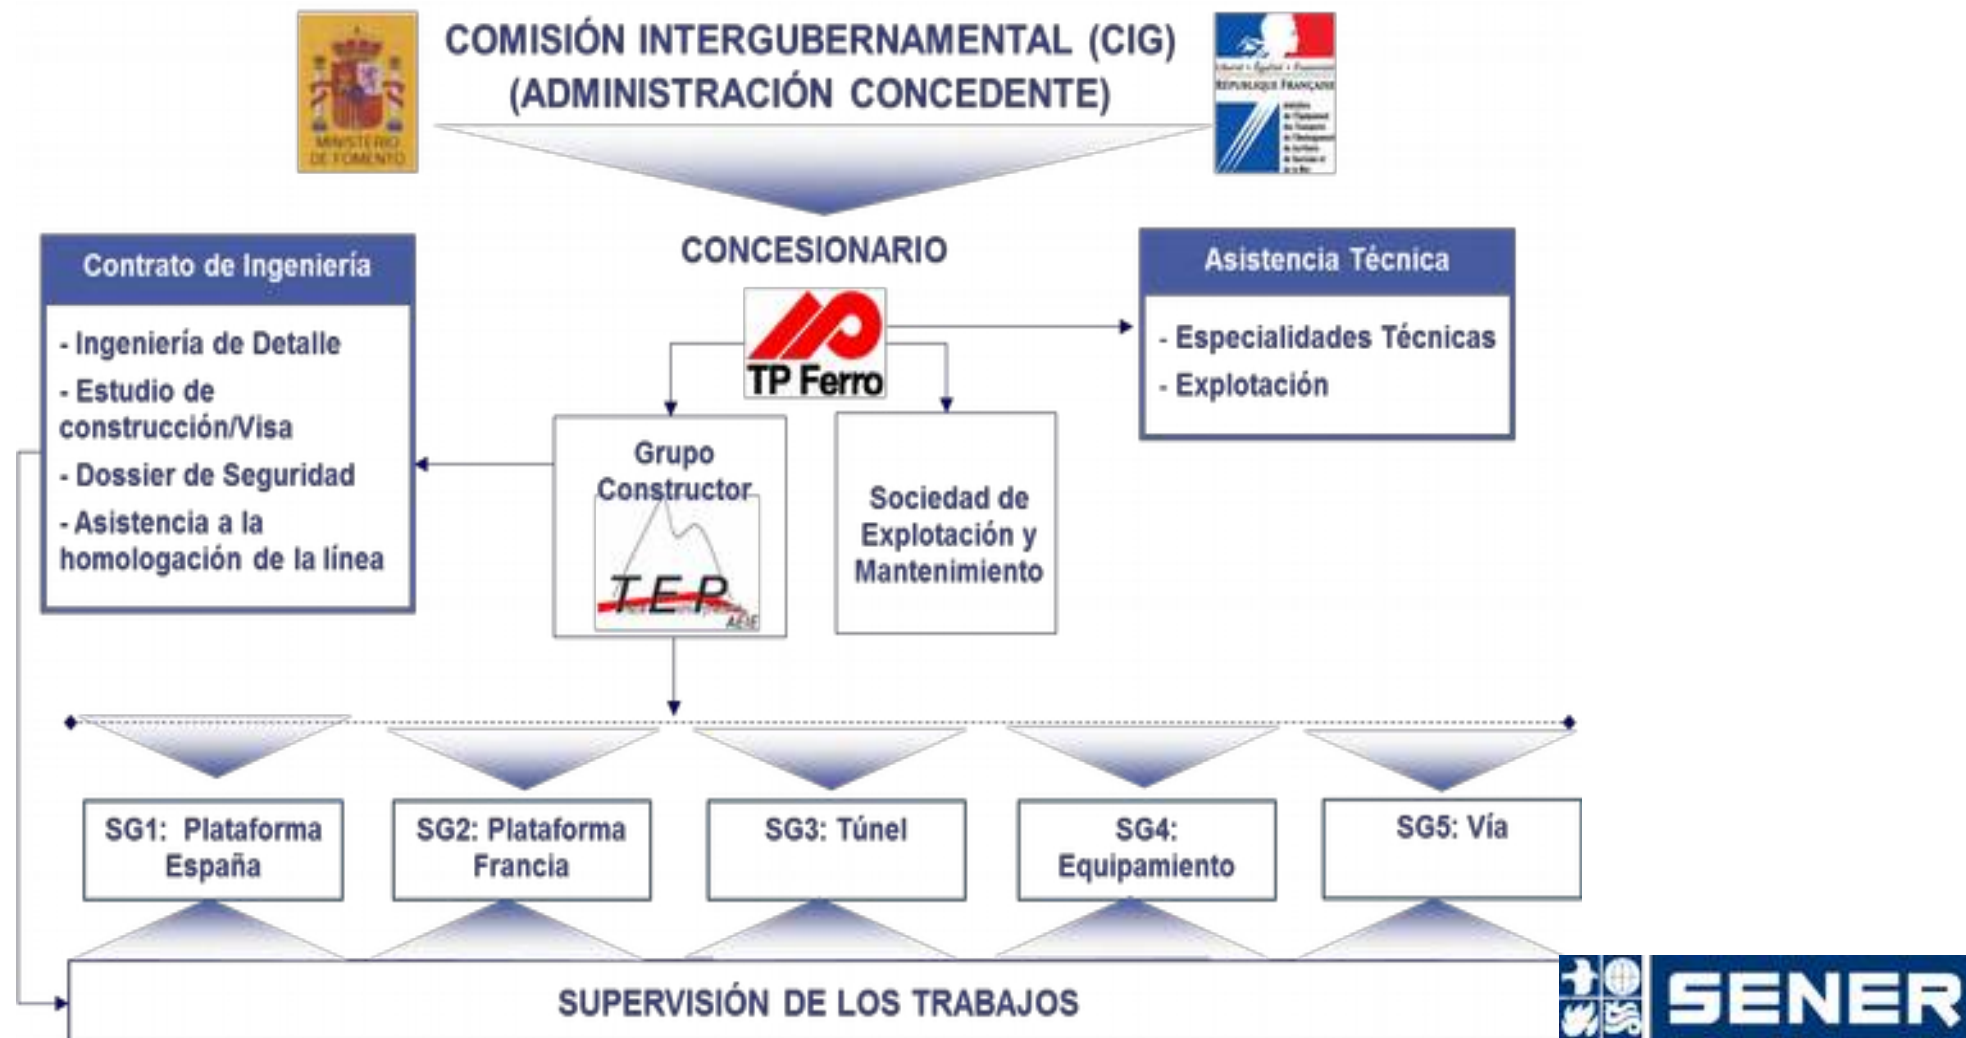 COMISIÓN INTERGUBERNAMENTAL (CIG)
(ADMINISTRACIÓN CONCEDENTE)
MINISTERIO
DE FOMENTO
RÉPUBLIQUE FRANÇAISE
CONCESIONARIO
TP Ferro
Contrato de Ingeniería
- Ingeniería de Detalle
- Estudio de
construcción/Visa
- Dossier de Seguridad
- Asistencia a la
homologación de la línea
Asistencia Técnica
- Especialidades Técnicas
- Explotación
Grupo
Constructor
T.E.P.
AEIE
Sociedad de
Explotación y
Mantenimiento
SG1: Plataforma
España
SG2: Plataforma
Francia
SG3: Túnel
SG4:
Equipamiento
SG5: Vía
SUPERVISIÓN DE LOS TRABAJOS
SENER